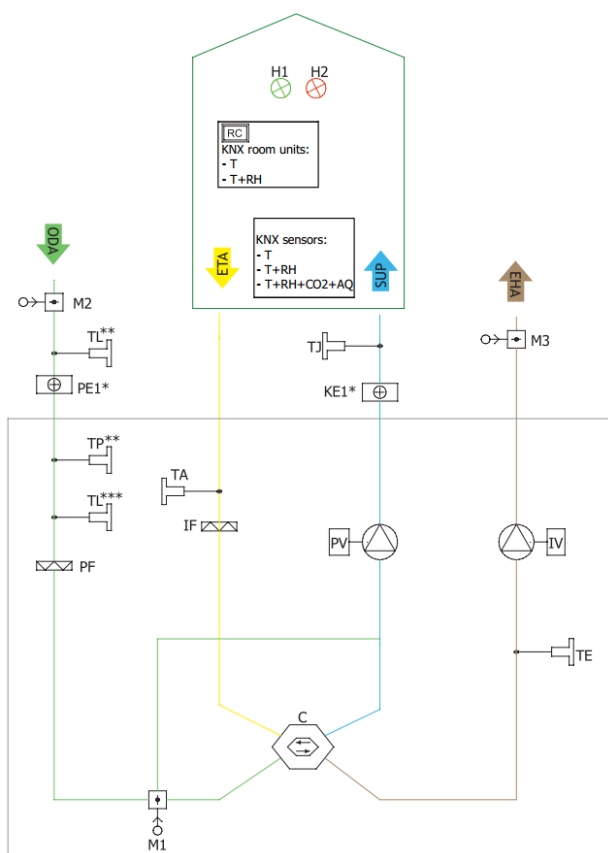 H1 H2
RC
KNX room units:
- T
- T+RH
KNX sensors:
- T
- T+RH
- T+RH+CO2+AQ
ODA
ETA
SUP
EHA
M2
TL**
PE1*
TJ
KE1*
M3
TP**
TL***
TA
IF
PF
PV
IV
TE
C
M1